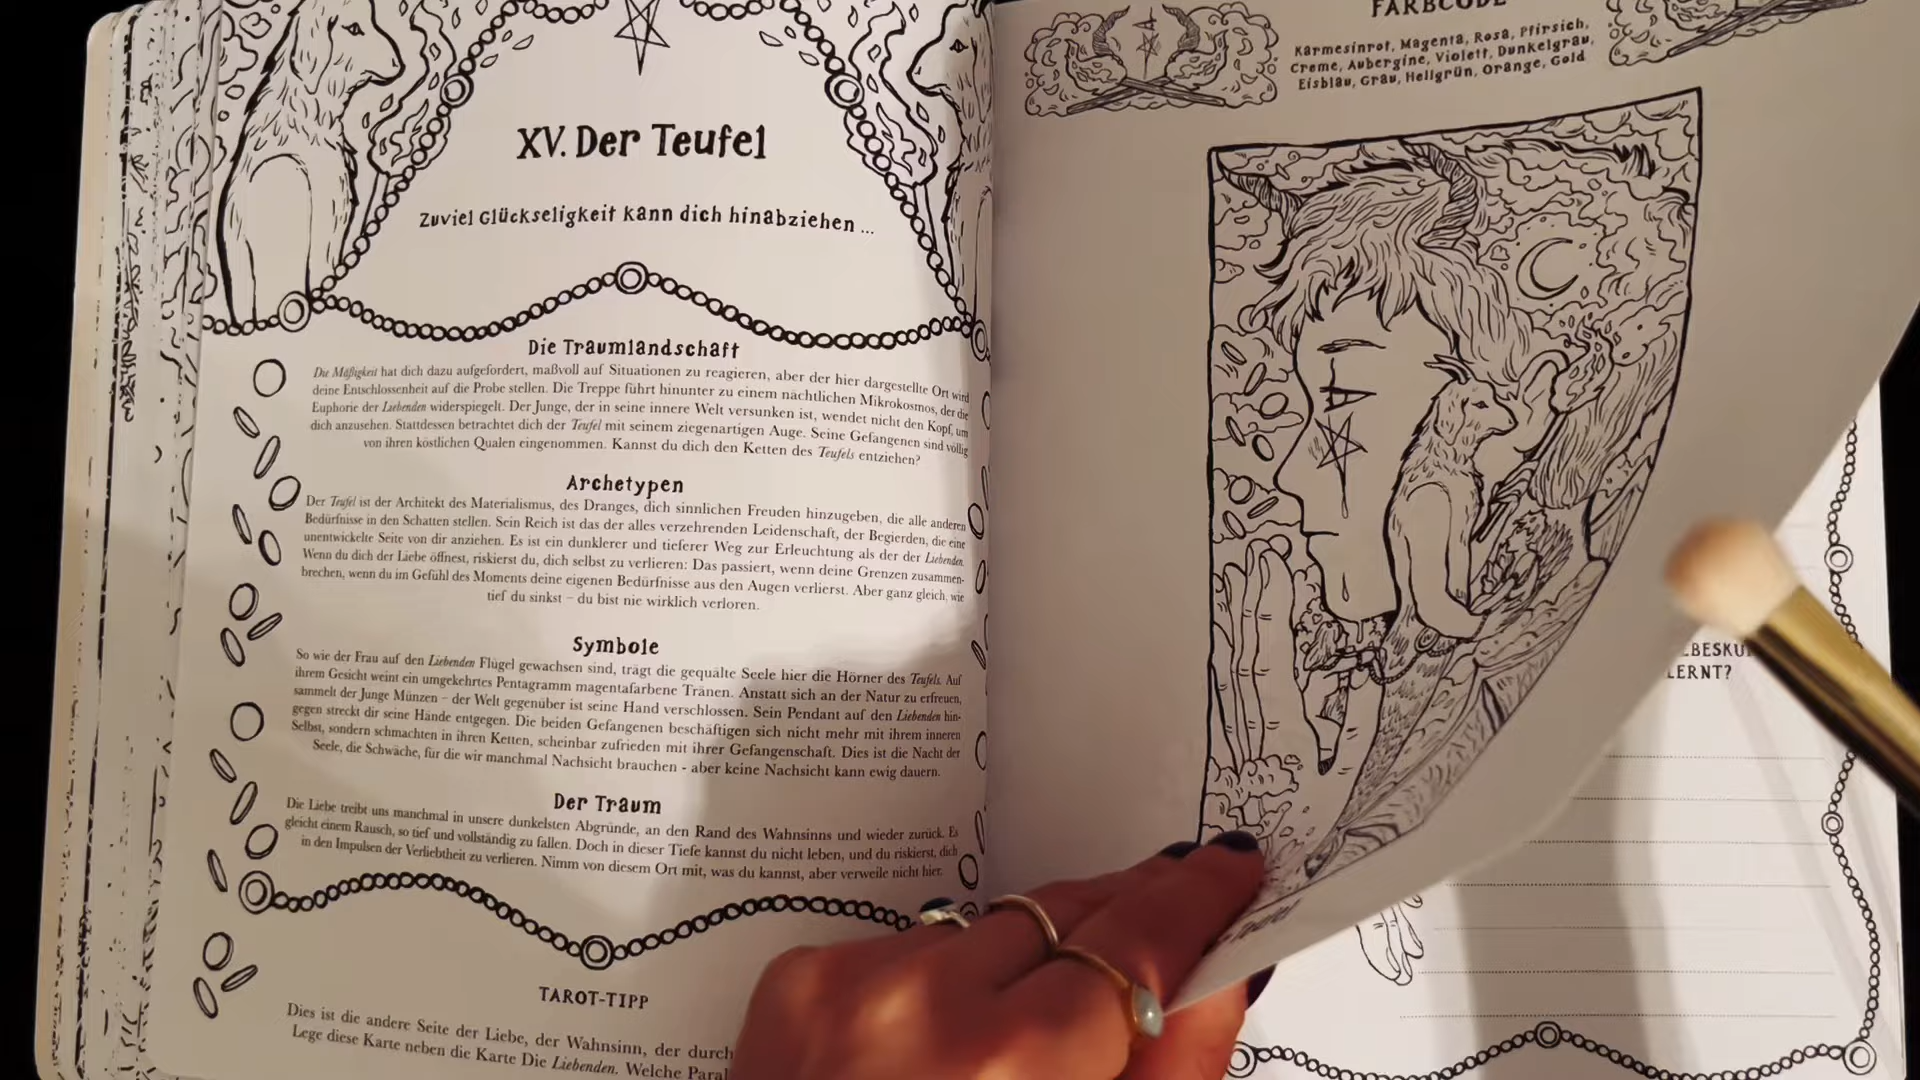 XV. Der Teufel
Zuviel Glückseligkeit kann dich hinabziehen ...
Die Traumlandschaft
Die Mäßigkeit hat dich dazu aufgefordert, maßvoll auf Situationen zu reagieren, aber der hier dargestellte Ort wird
deine Entschlossenheit auf die Probe stellen. Die Treppe führt hinunter zu einem nächtlichen Mikrokosmos, der die
Euphorie der Liebenden widerspiegelt. Der Junge, der in seine innere Welt versunken ist, wendet nicht den Kopf, um
dich anzusehen. Stattdessen betrachtet dich der Teufel mit seinem ziegenartigen Auge. Seine Gefangenen sind völlig
von ihren köstlichen Qualen eingenommen. Kannst du dich den Ketten des Teufels entziehen?
Archetypen
Der Teufel ist der Architekt des Materialismus, des Dranges, dich sinnlichen Freuden hinzugeben, die alle anderen
Bedürfnisse in den Schatten stellen. Sein Reich ist das der alles verzehrenden Leidenschaft, der Begierden, die eine
unentwickelte Seite von dir anziehen. Es ist ein dunklerer und tieferer Weg zur Erleuchtung als der der Liebenden.
Wenn du dich der Liebe öffnest, riskierst du, dich selbst zu verlieren: Das passiert, wenn deine Grenzen zusammen-
brechen, wenn du im Gefühl des Moments deine eigenen Bedürfnisse aus den Augen verlierst. Aber ganz gleich, wie
tief du sinkst – du bist nie wirklich verloren.
Symbole
So wie der Frau auf den Liebenden Flügel gewachsen sind, trägt die gequälte Seele hier die Hörner des Teufels. Auf
ihrem Gesicht weint ein umgekehrtes Pentagramm magentafarbene Tränen. Anstatt sich an der Natur zu erfreuen,
sammelt der Junge Münzen – der Welt gegenüber ist seine Hand verschlossen. Sein Pendant auf den Liebenden hin-
gegen streckt dir seine Hände entgegen. Die beiden Gefangenen beschäftigen sich nicht mehr mit ihrem inneren
Selbst, sondern schmachten in ihren Ketten, scheinbar zufrieden mit ihrer Gefangenschaft. Dies ist die Nacht der
Seele, die Schwäche, für die wir manchmal Nachsicht brauchen - aber keine Nachsicht kann ewig dauern.
Der Traum
Die Liebe treibt uns manchmal in unsere dunkelsten Abgründe, an den Rand des Wahnsinns und wieder zurück. Es
gleicht einem Rausch, so tief und vollständig zu fallen. Doch in dieser Tiefe kannst du nicht leben, und du riskierst, dich
in den Impulsen der Verliebtheit zu verlieren. Nimm von diesem Ort mit, was du kannst, aber verweile nicht hier.
TAROT-TIPP
Dies ist die andere Seite der Liebe, der Wahnsinn, der durch
Lege diese Karte neben die Karte Die Liebenden. Welche Paral
FARBCODE
Karmesinrot, Magenta, Rosa, Pfirsich,
Creme, Aubergine, Violett, Dunkelgrau,
Eisblau, Grau, Hellgrün, Orange, Gold
LERNT?